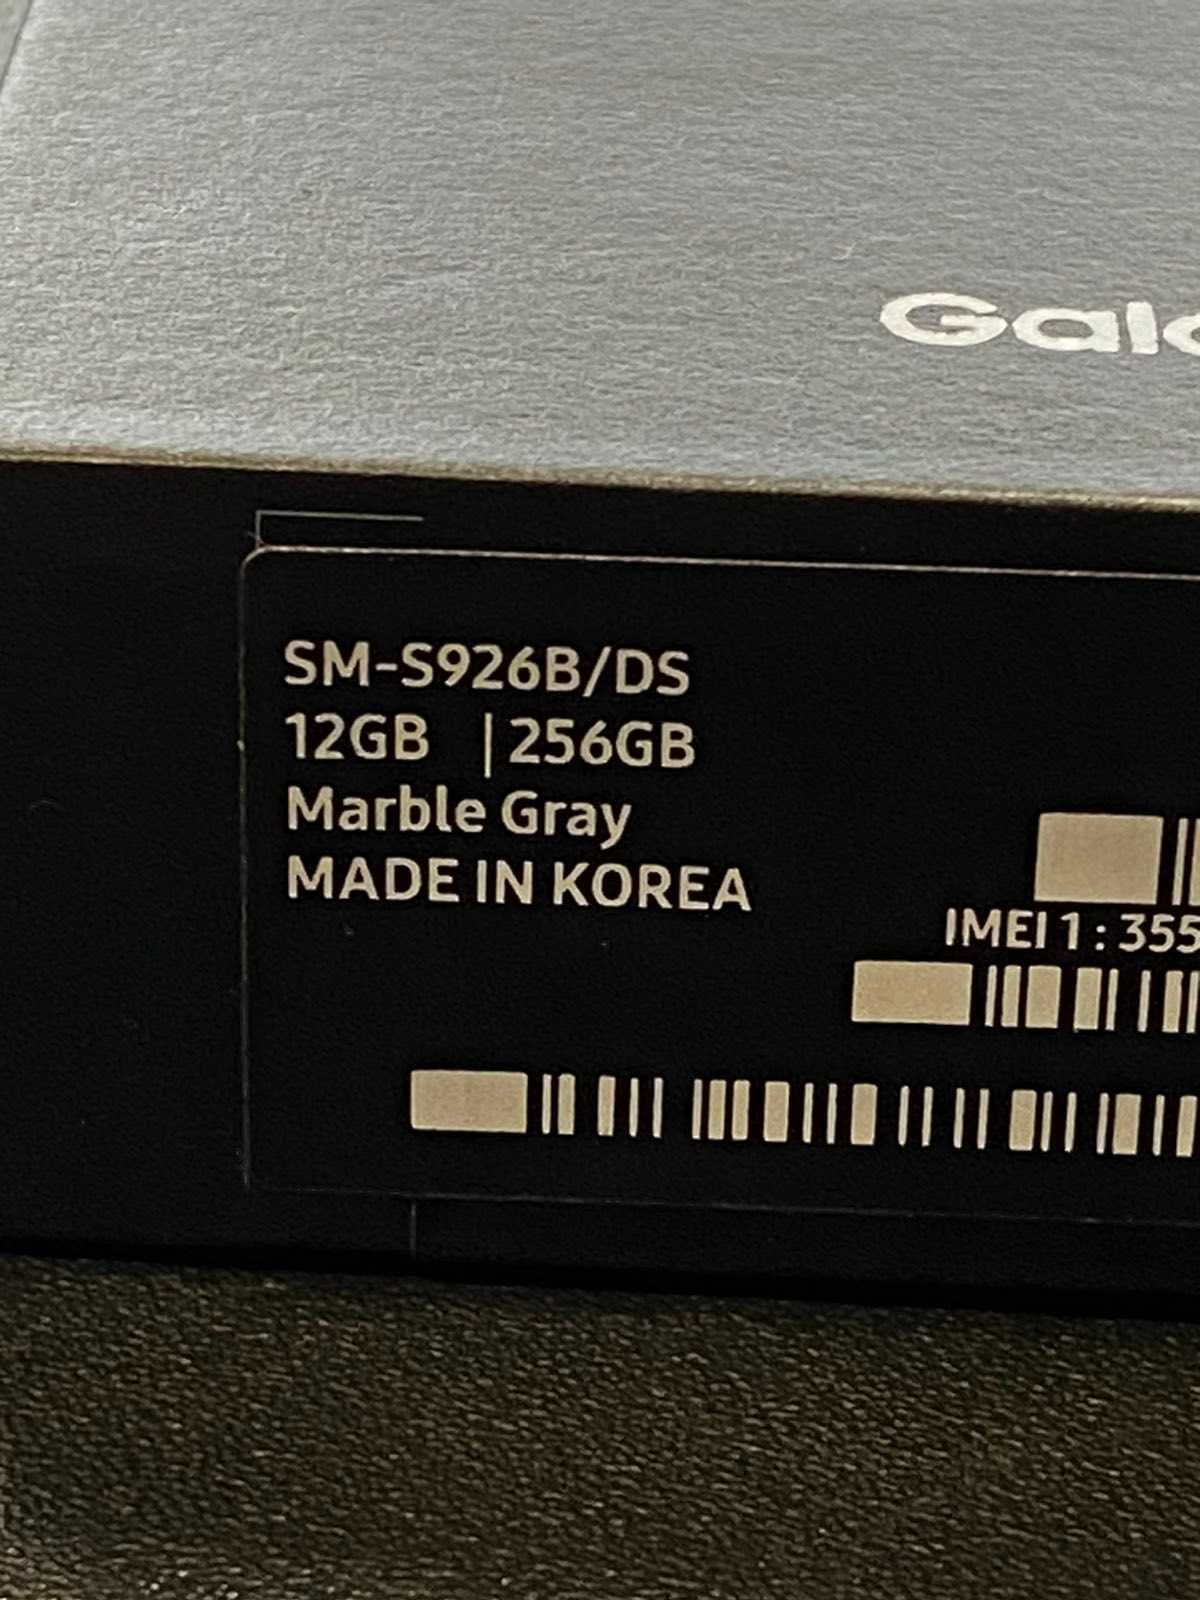 SM-S926B/DS
12GB | 256GB
Marble Gray
MADE IN KOREA
IMEI 1 : 355